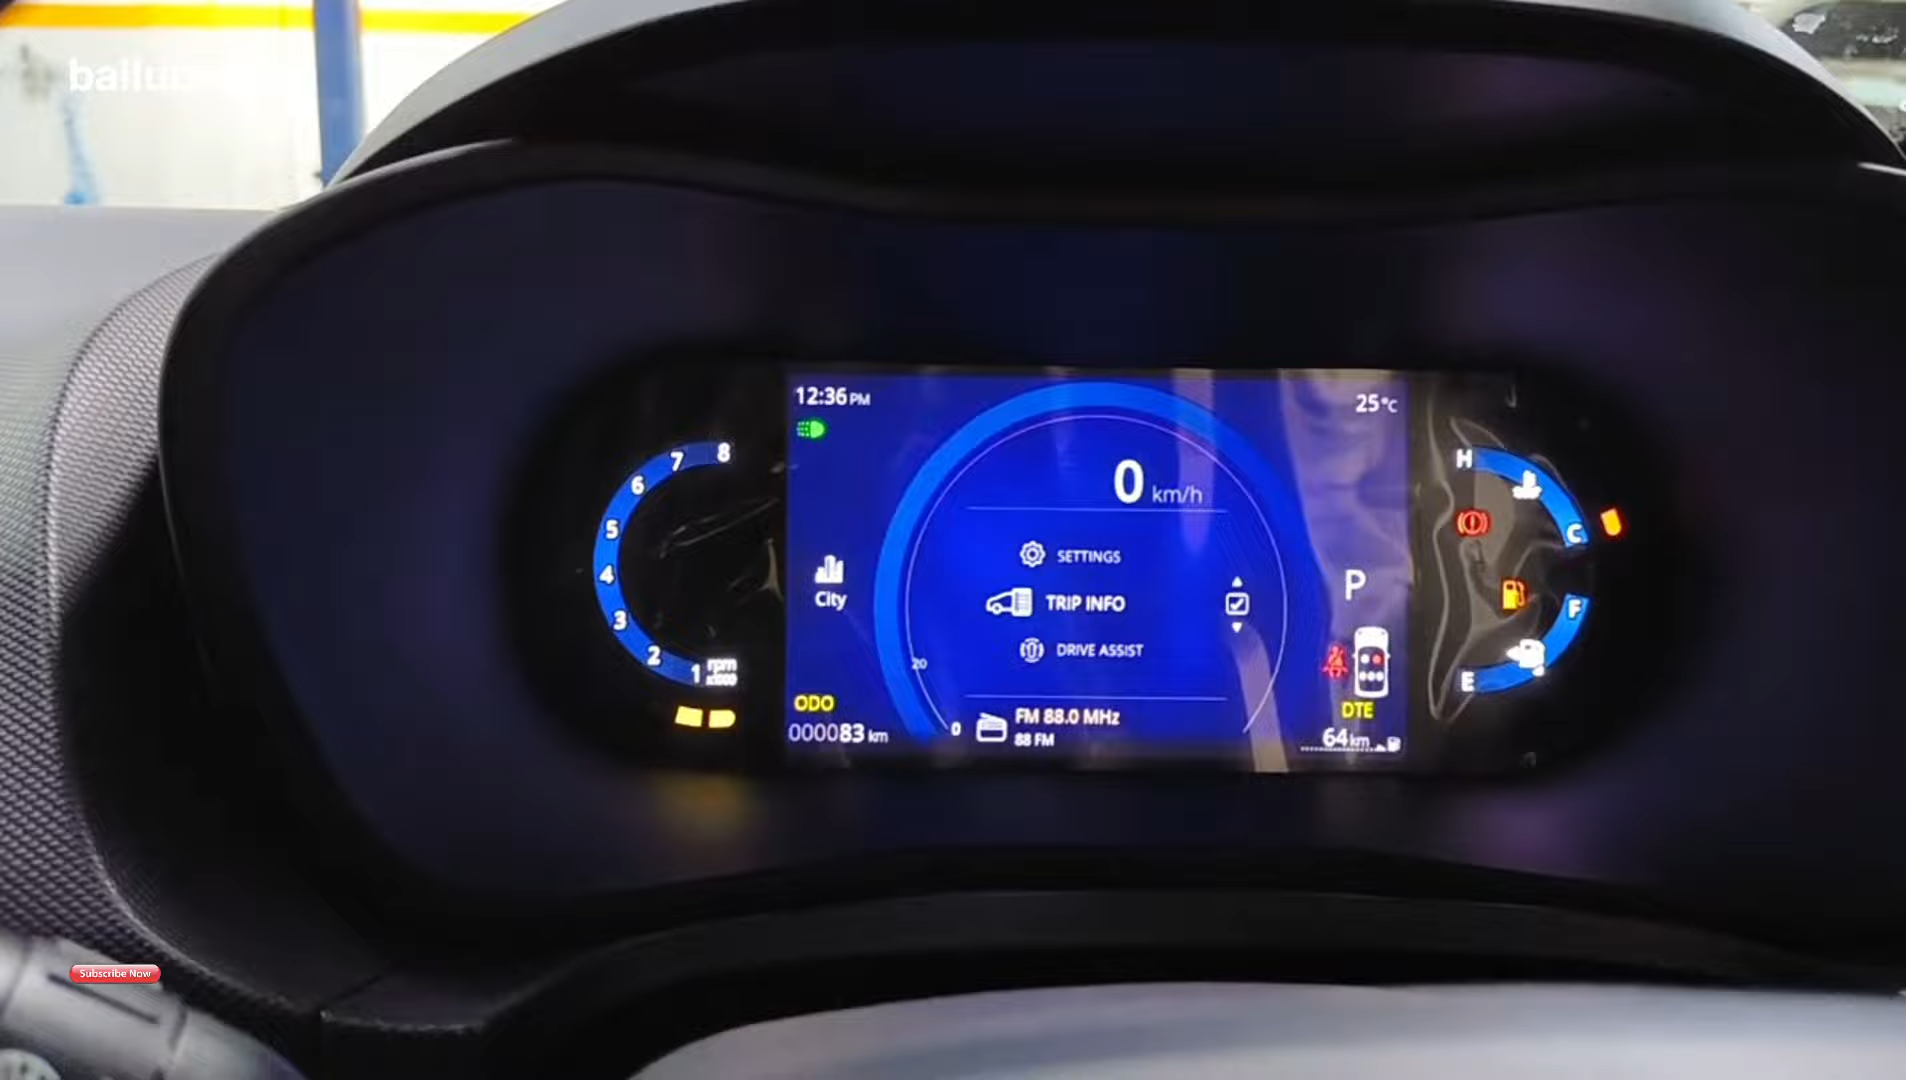 12:36 PM
25°C
8
7
6
5
4
3
2
1 rpm
x1000
0 km/h
SETTINGS
TRIP INFO
DRIVE ASSIST
City
P
20
0
ODO
000083 km
FM 88.0 MHz
88 FM
DTE
64 km
H
C
F
E
Subscribe Now